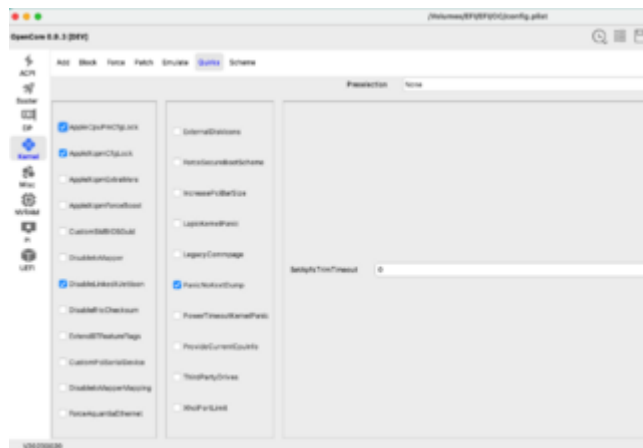 /Volumes/EFI/EFI/OC/config.plist
OpenCore 0.8.3 [DEV]
ACPI
Booter
DP
Kernel
Misc
NVRAM
PI
UEFI
Add Block Force Patch Emulate Quirks Scheme
Preselection None
AppleCpuPmCfgLock
AppleXcpmCfgLock
AppleXcpmExtraMsrs
AppleXcpmForceBoost
CustomSMBIOSGuid
DisableIoMapper
DisableLinkeditJettison
DisableRtcChecksum
ExtendBTFeatureFlags
CustomPciSerialDevice
DisableIoMapperMapping
ForceAquantiaEthernet
ExternalDiskIcons
ForceSecureBootScheme
IncreasePciBarSize
LapicKernelPanic
LegacyCommpage
PanicNoKextDump
PowerTimeoutKernelPanic
ProvideCurrentCpuInfo
ThirdPartyDrives
XhciPortLimit
SetApfsTrimTimeout 0